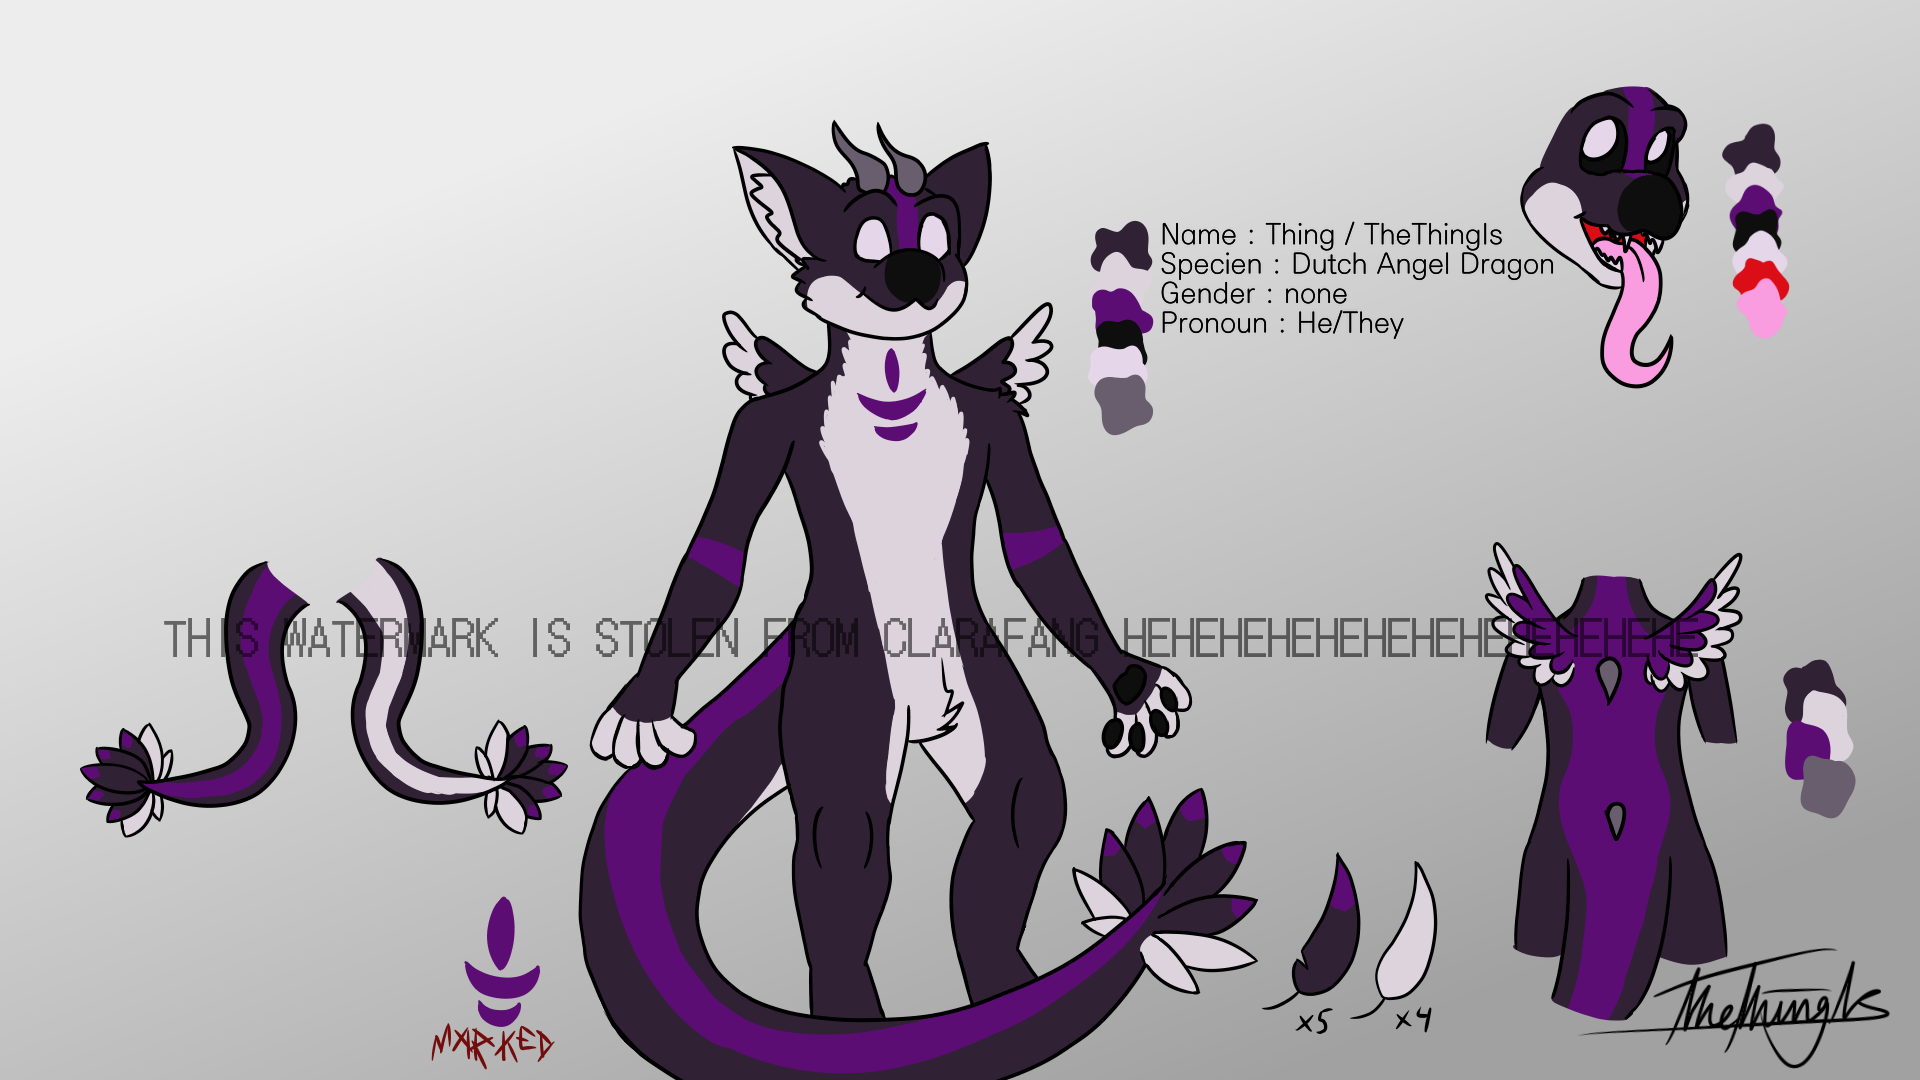 Name : Thing / TheThingIs
Specien : Dutch Angel Dragon
Gender : none
Pronoun : He/They
THIS WATERMARK IS STOLEN FROM CLARAFANG HEHEHEHEHEHEHEHEHEHEHEHE
x5
x4
MARKED
TheThingIs